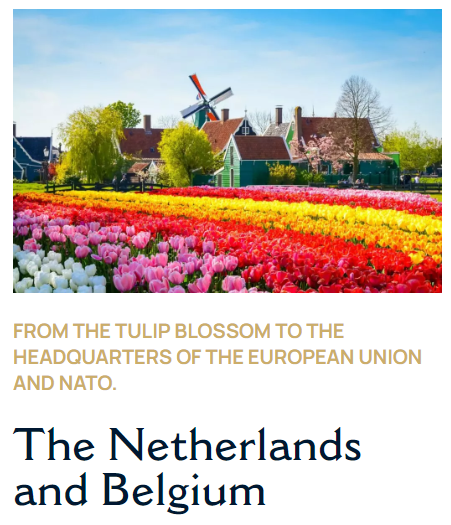 FROM THE TULIP BLOSSOM TO THE
HEADQUARTERS OF THE EUROPEAN UNION
AND NATO.
The Netherlands
and Belgium